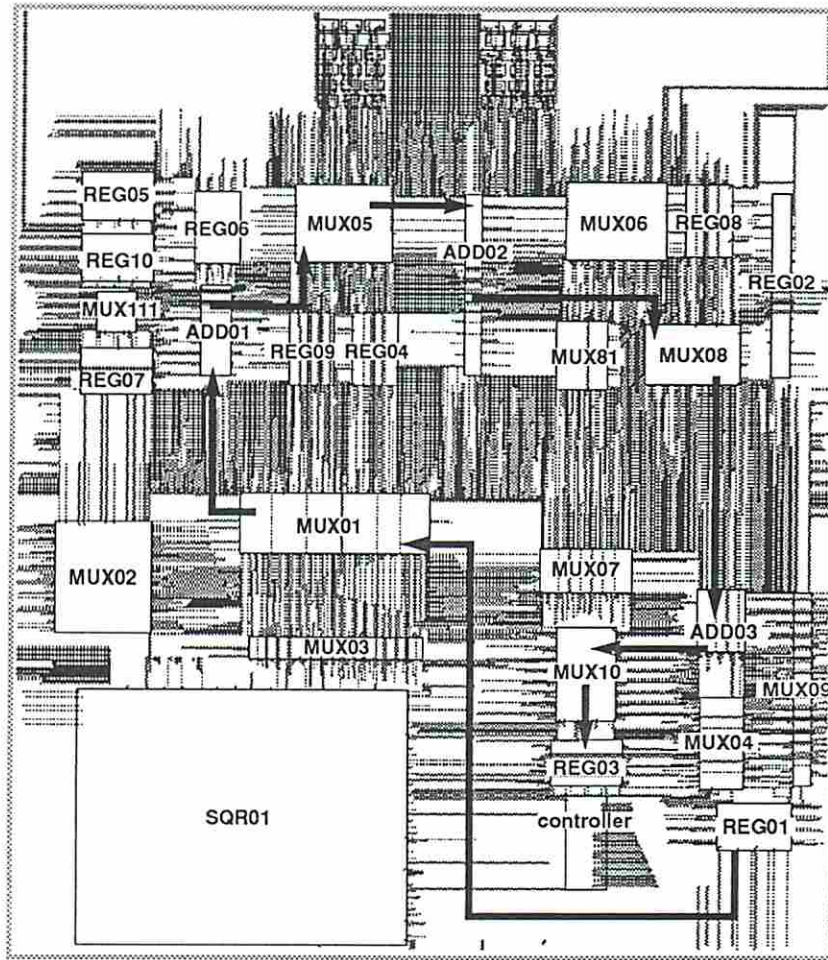 REG05
REG06
MUX05
MUX06
REG08
REG10
ADD02
REG02
MUX111
ADD01
REG09
REG04
MUX81
MUX08
REG07
MUX01
MUX02
MUX07
MUX03
ADD03
MUX10
MUX09
MUX04
REG03
SQR01
controller
REG01